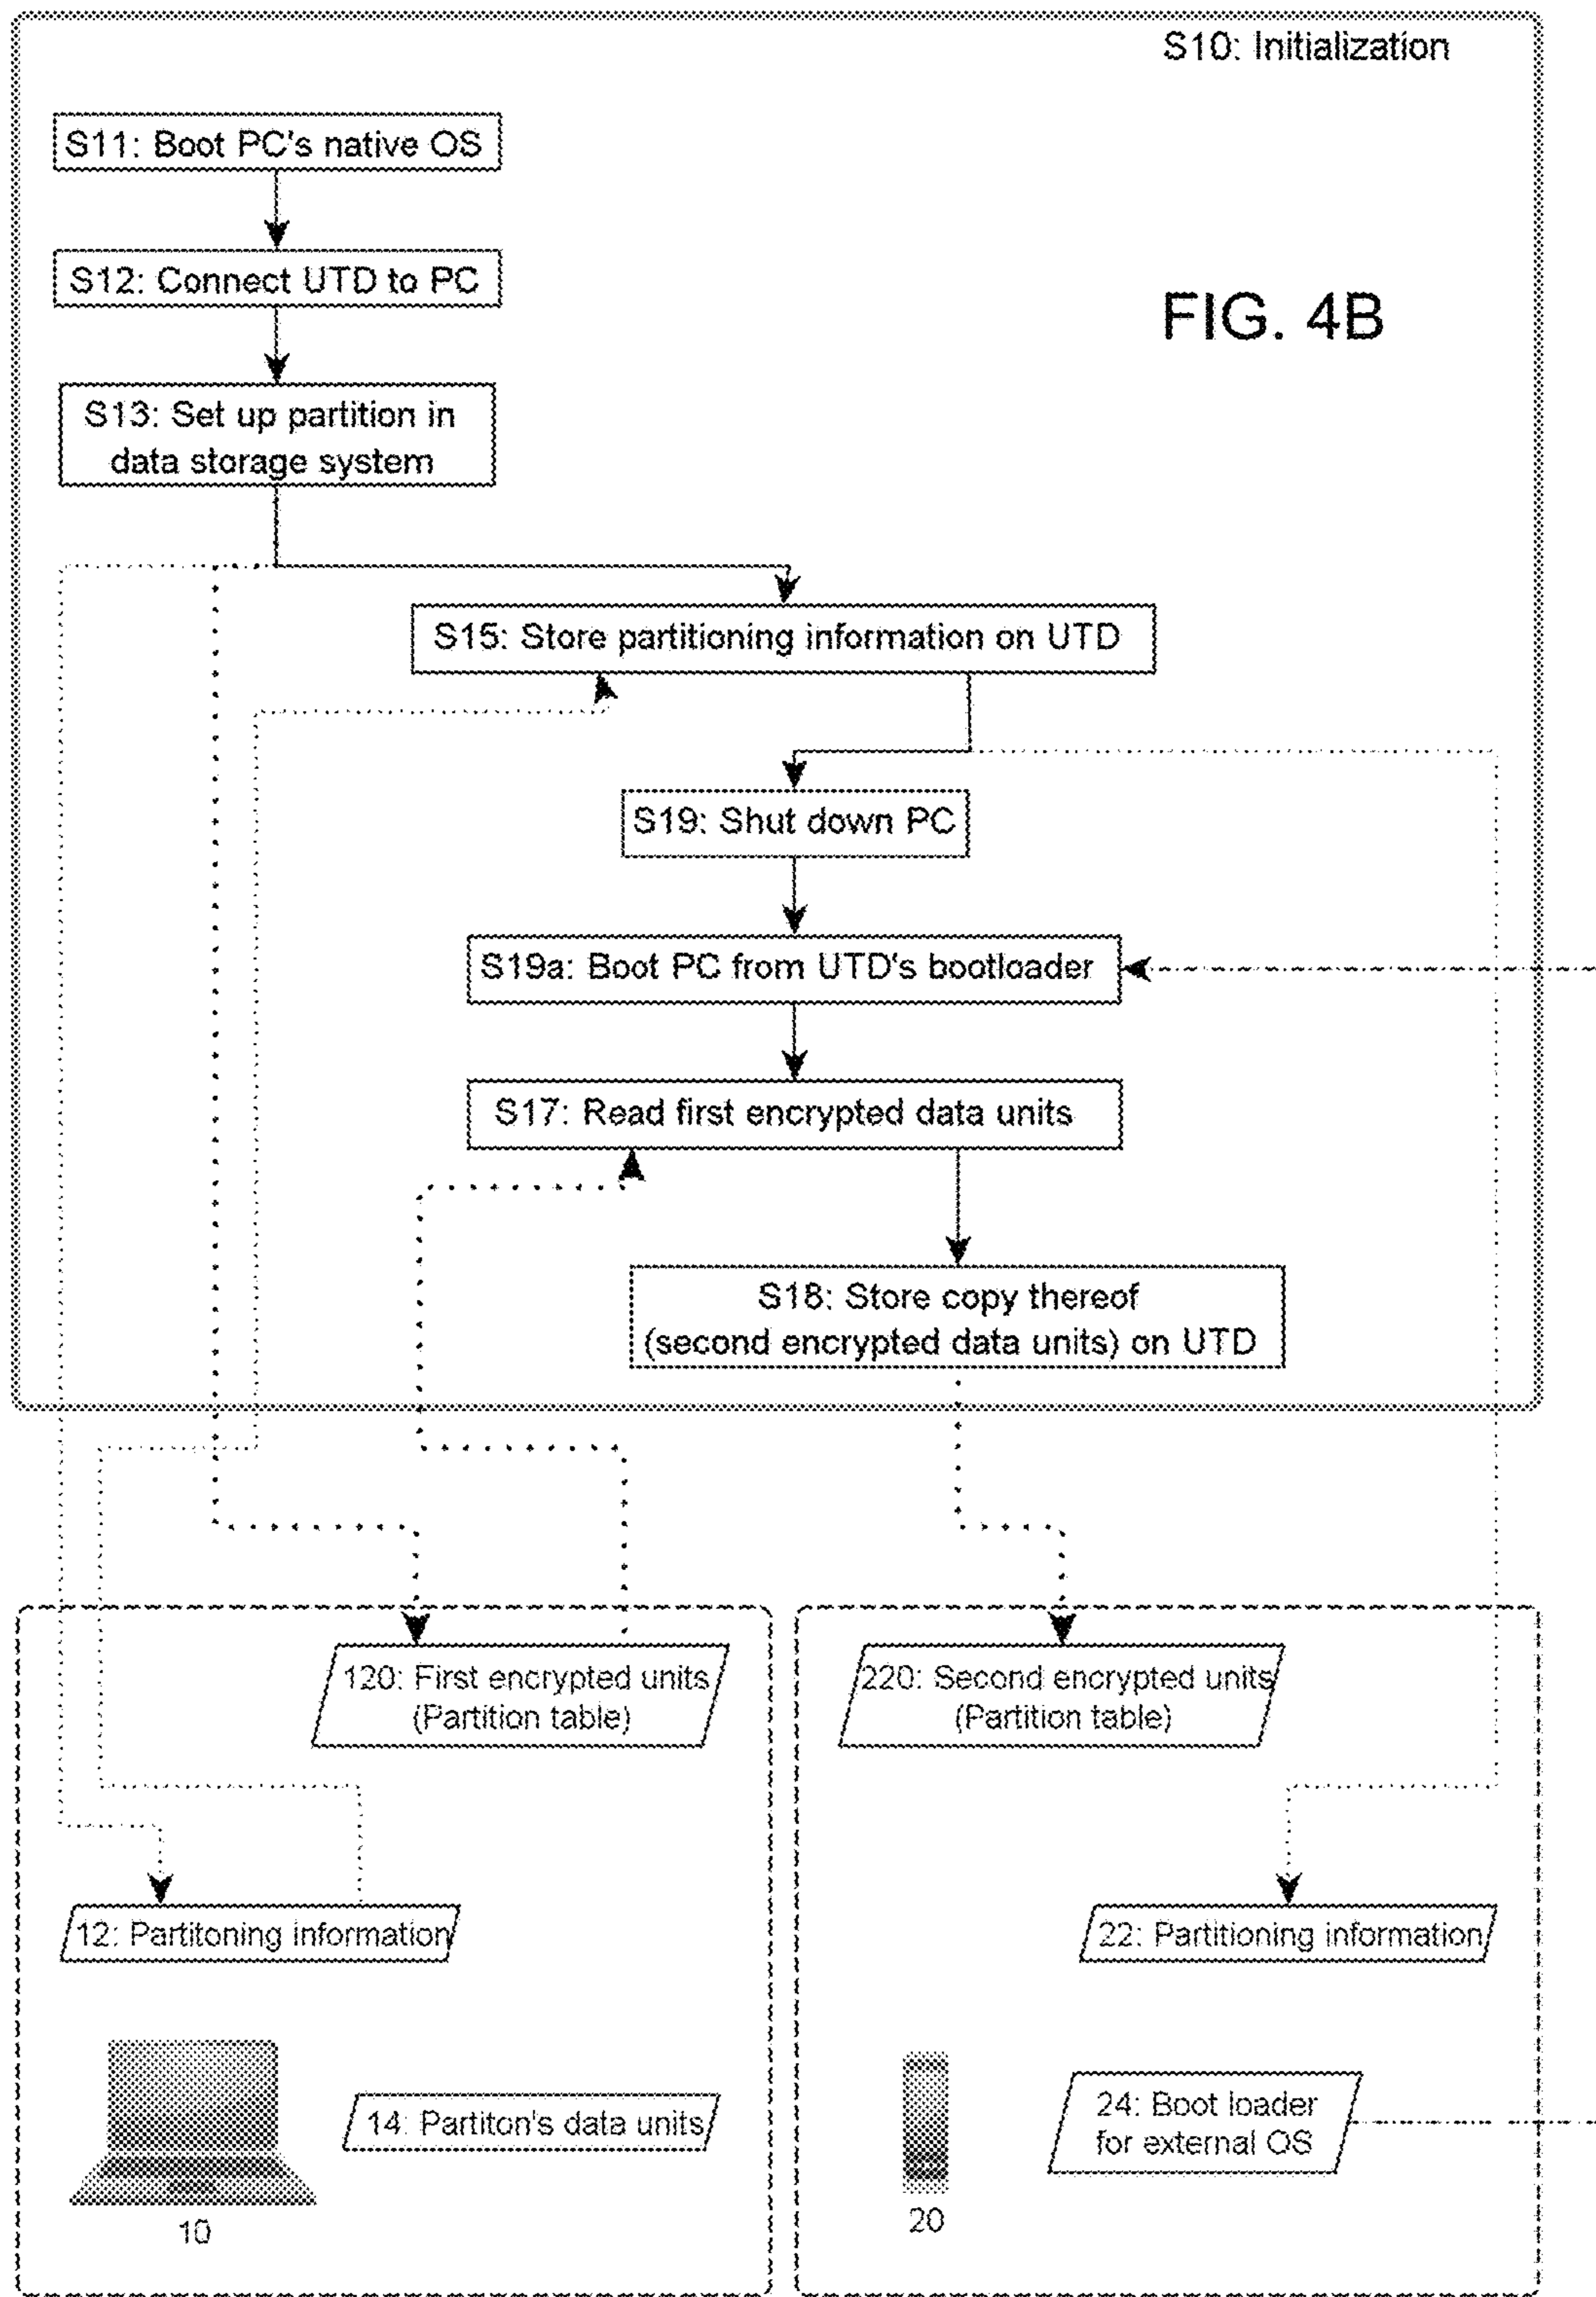 S10: Initialization
S11: Boot PC's native OS
S12: Connect UTD to PC
FIG. 4B
S13: Set up partition in
data storage system
S15: Store partitioning information on UTD
S19: Shut down PC
S19a: Boot PC from UTD's bootloader
S17: Read first encrypted data units
S18: Store copy thereof
(second encrypted data units) on UTD
120: First encrypted units
(Partition table)
220: Second encrypted units
(Partition table)
12: Partitoning information
22: Partitioning information
14: Partiton's data units
24: Boot loader
for external OS
10
20